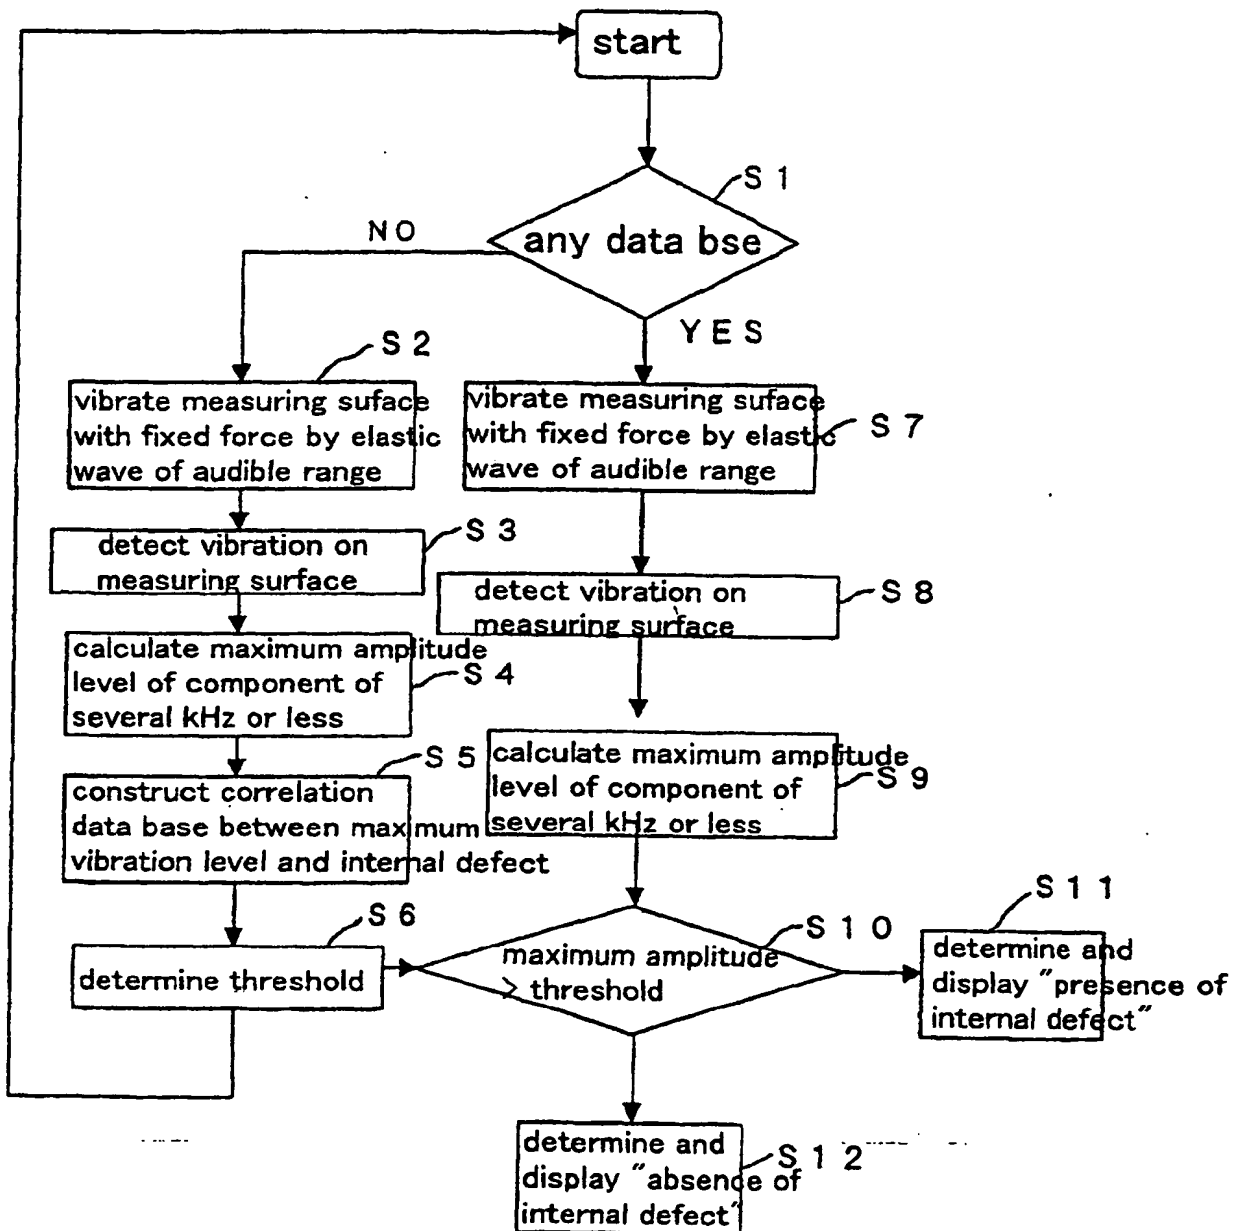 start
S 1
any data bse
NO
YES
S 2
vibrate measuring suface
with fixed force by elastic
wave of audible range
S 3
detect vibration on
measuring surface
S 4
calculate maximum amplitude
level of component of
several kHz or less
S 5
construct correlation
data base between maximum
vibration level and internal defect
S 6
determine threshold
vibrate measuring suface
with fixed force by elastic
wave of audible range
S 7
detect vibration on
measuring surface
S 8
calculate maximum amplitude
level of component of
several kHz or less
S 9
S 1 0
maximum amplitude
> threshold
S 1 1
determine and
display "presence of
internal defect"
S 1 2
determine and
display "absence of
internal defect"